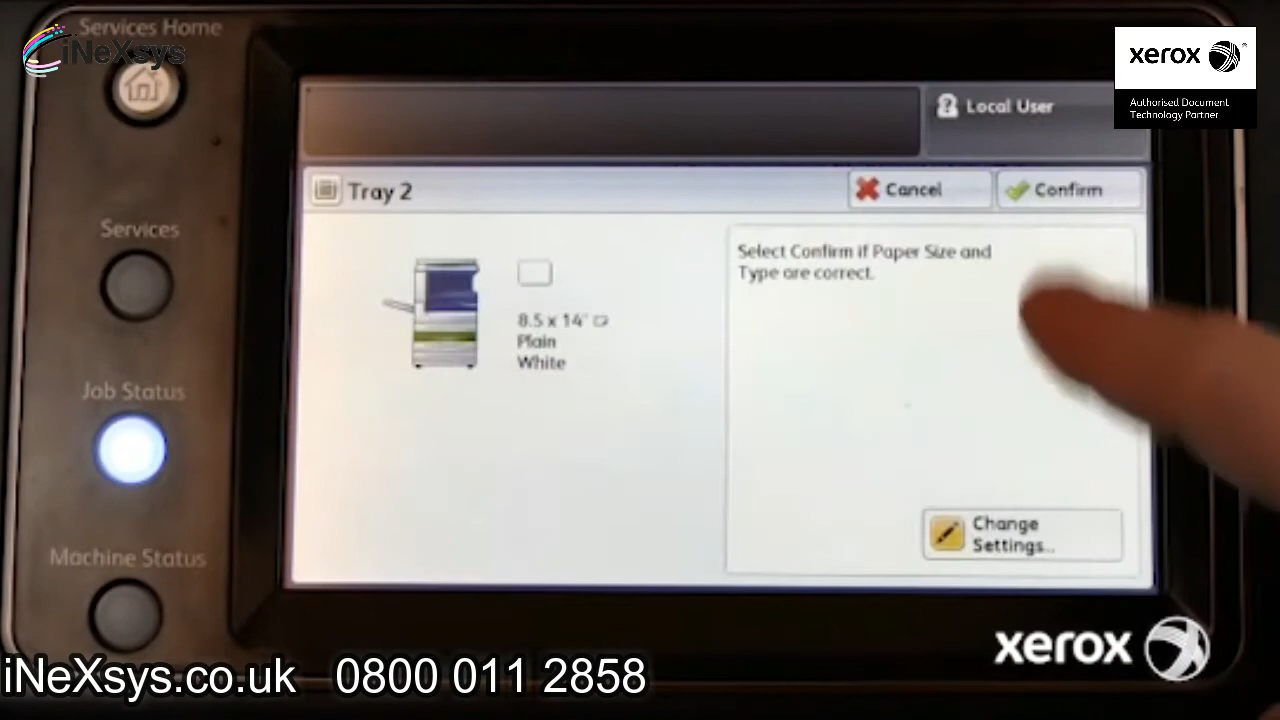 Services Home
iNeXsys
xerox
Authorised Document
Technology Partner
Local User
Tray 2
Cancel
Confirm
Services
Select Confirm if Paper Size and
Type are correct.
8.5 x 14"
Plain
White
Job Status
Change
Settings...
Machine Status
xerox
iNeXsys.co.uk 0800 011 2858